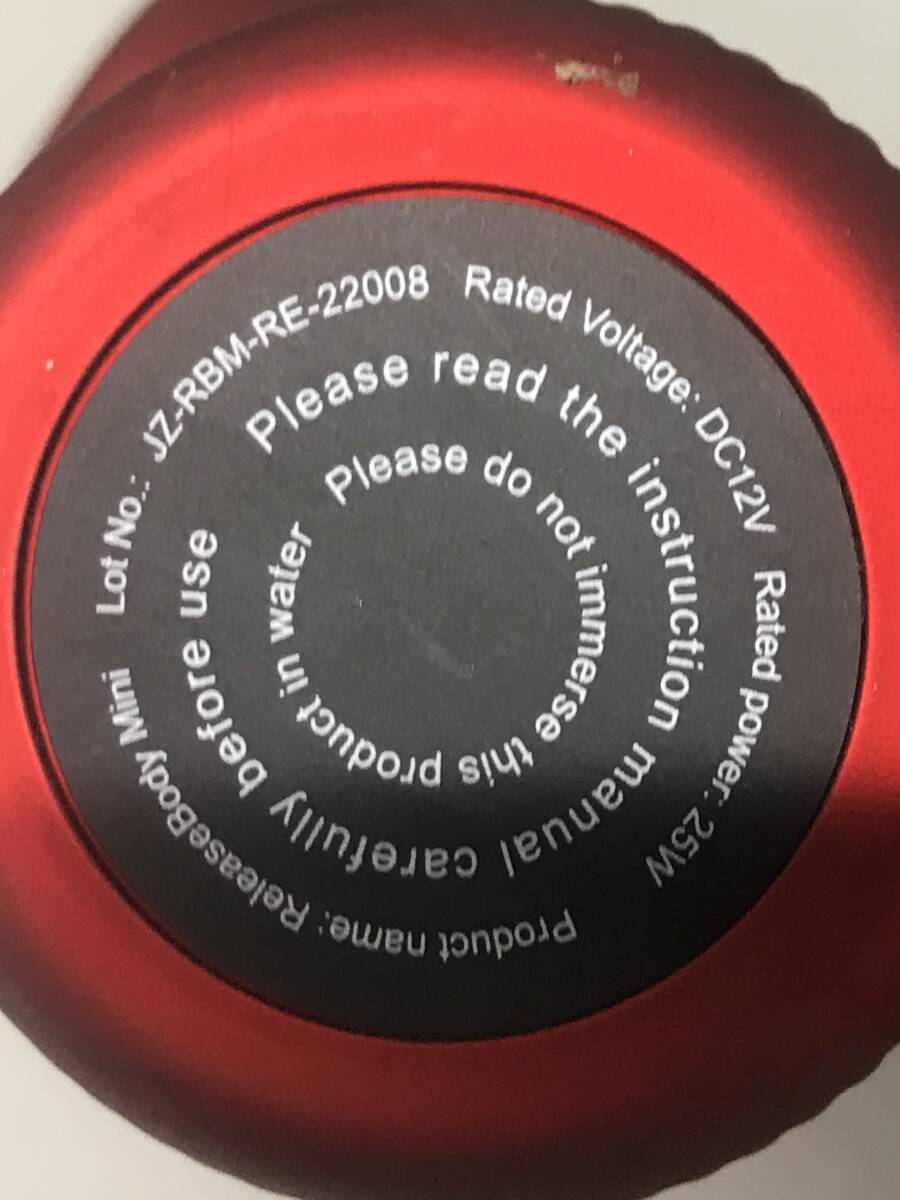 Product name: ReleaseBody Mini Lot No.: JZ-RBM-RE-22008 Rated Voltage: DC12V Rated power: 25W
Please read the instruction manual carefully before use
Please do not immerse this product in water